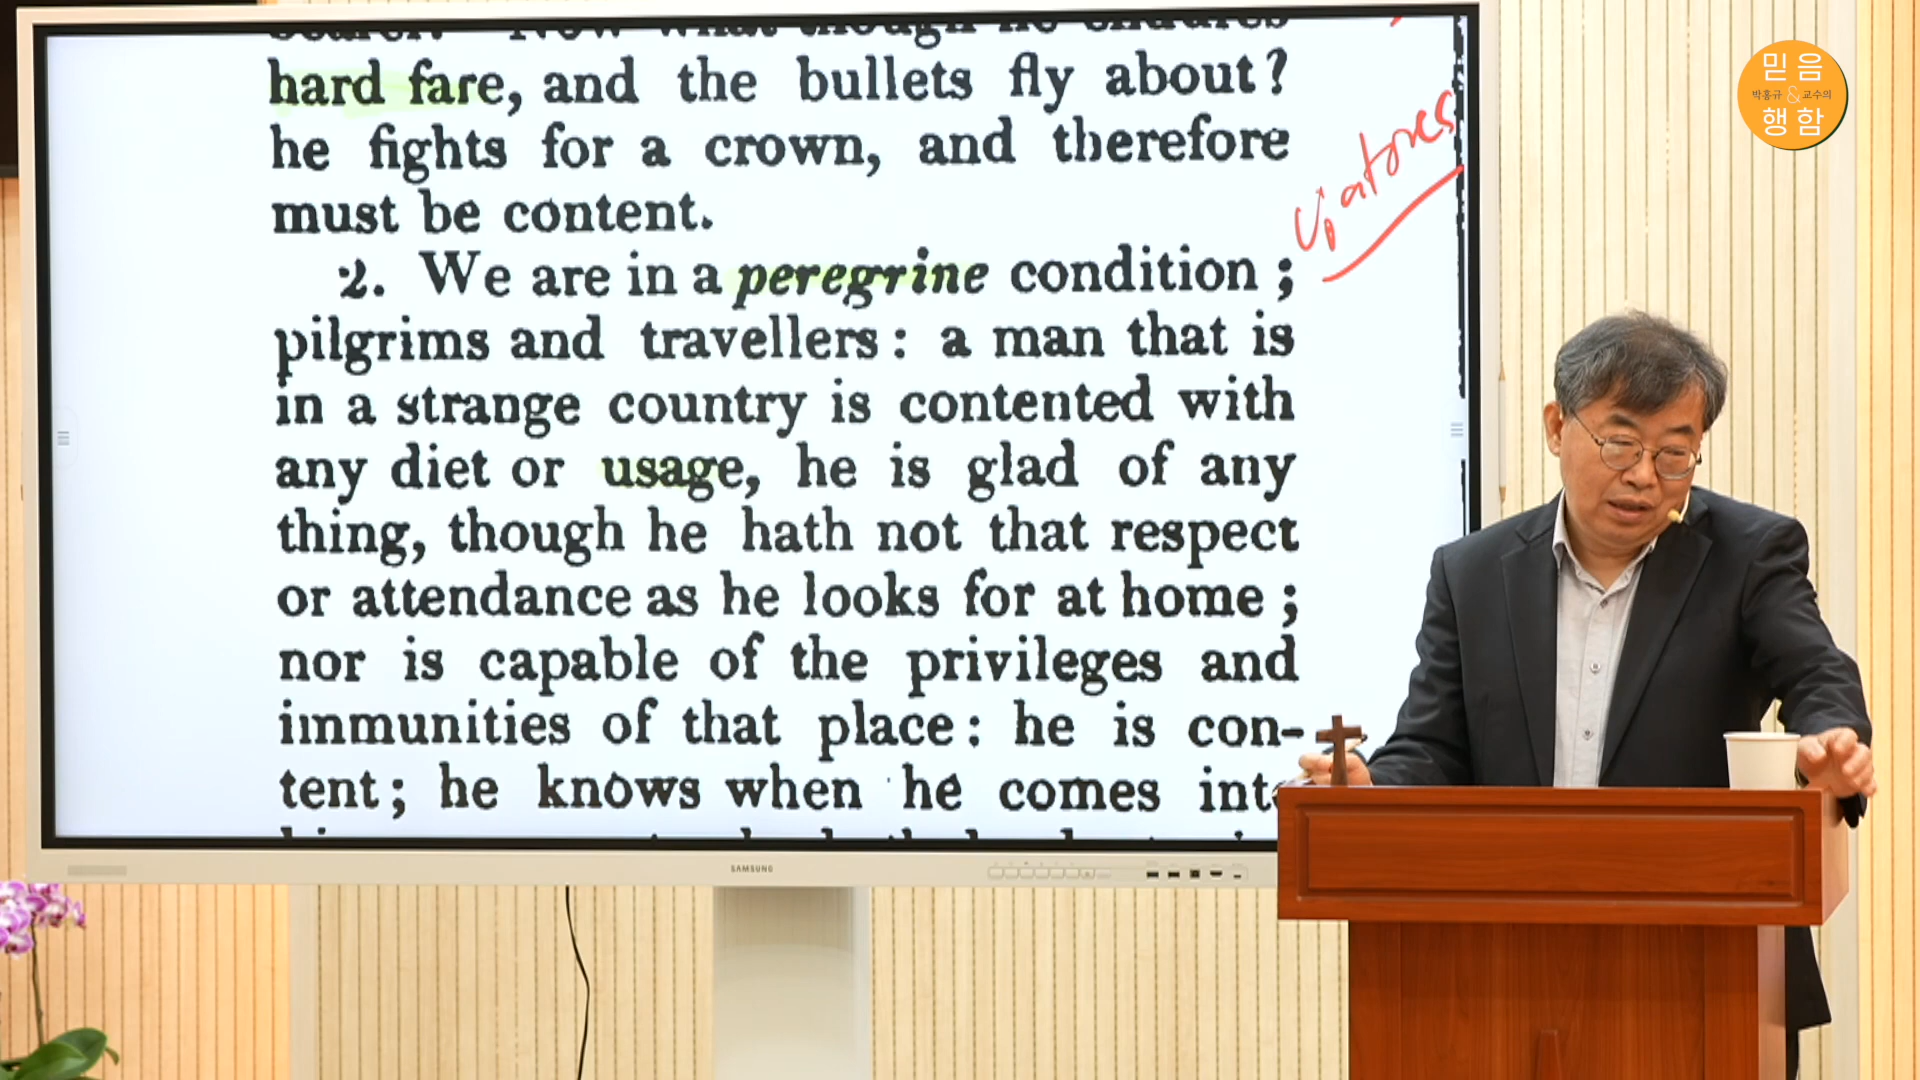 hard fare, and the bullets fly about?
he fights for a crown, and therefore
must be content.
2. We are in a peregrine condition ;
pilgrims and travellers : a man that is
in a strange country is contented with
any diet or usage, he is glad of any
thing, though he hath not that respect
or attendance as he looks for at home ;
nor is capable of the privileges and
immunities of that place : he is con-
tent ; he knows when he comes into
viatores
믿음
박홍규 & 교수의
행함
SAMSUNG